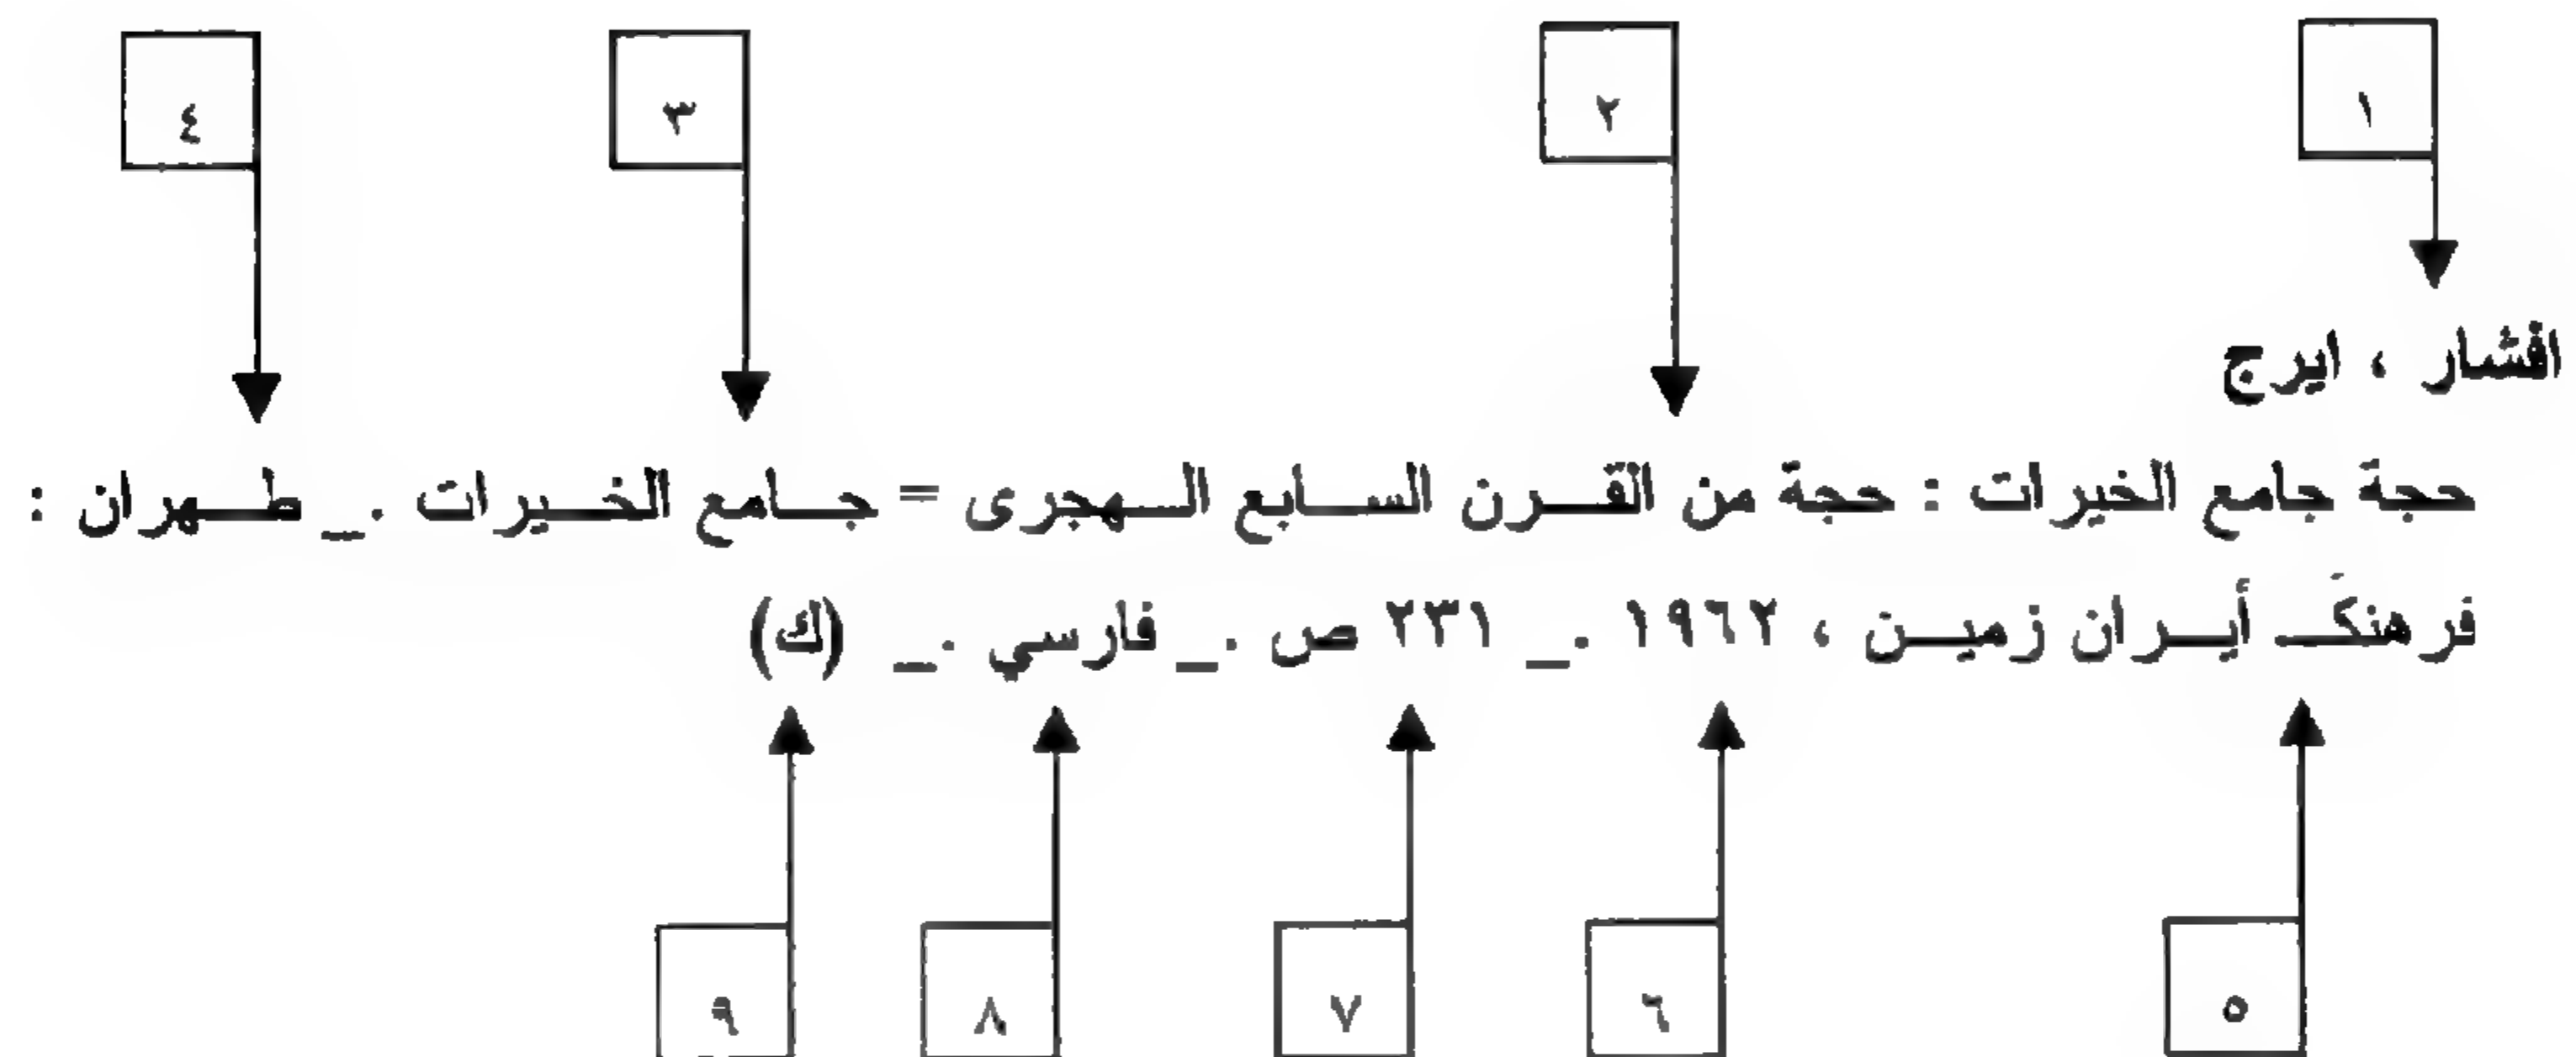 ١ ٢ ٣ ٤
افشار ، ايرج
حجة جامع الخيرات : حجة من القرن السابع الهجرى = جامع الخيرات ._ طهران :
فرهنكَ أيران زمين ، ١٩٦٢ ._ ٢٣١ ص ._ فارسي ._ (ك)
٥ ٦ ٧ ٨ ٩